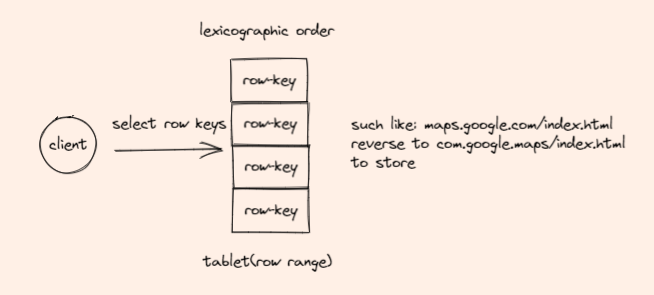 lexicographic order
row-key
client
select row keys
row-key
row-key
row-key
such like: maps.google.com/index.html
reverse to com.google.maps/index.html
to store
tablet(row range)